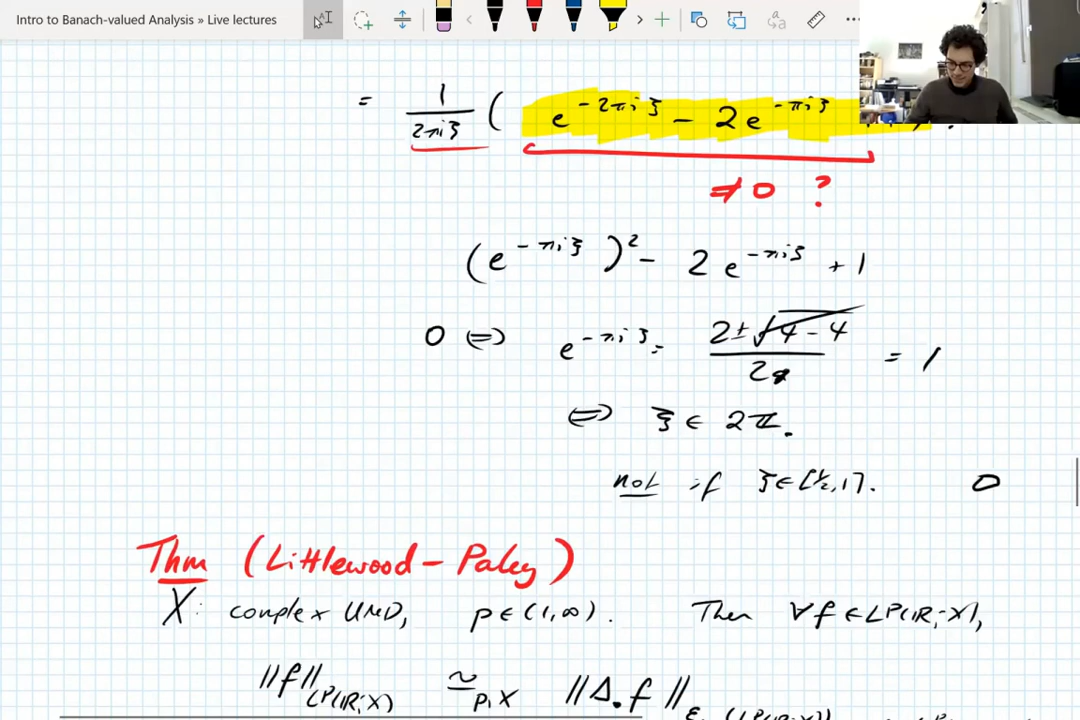 Intro to Banach-valued Analysis » Live lectures
= 1/(2πiξ) ( e^{-2πiξ} - 2e^{-πiξ}
≠ 0 ?
(e^{-πiξ})^2 - 2e^{-πiξ} + 1
0 ⟺ e^{-πiξ} = (2 ± √(4-4))/2 = 1
⟺ ξ ∈ 2ℤ.
not if ξ ∈ [1/2, 1). □
Thm (Littlewood-Paley)
X: complex UMD, p ∈ (1,∞). Then ∀f ∈ L^p(ℝ;X),
‖f‖_{L^p(ℝ;X)} ≃_{p,X} ‖Δ.f‖